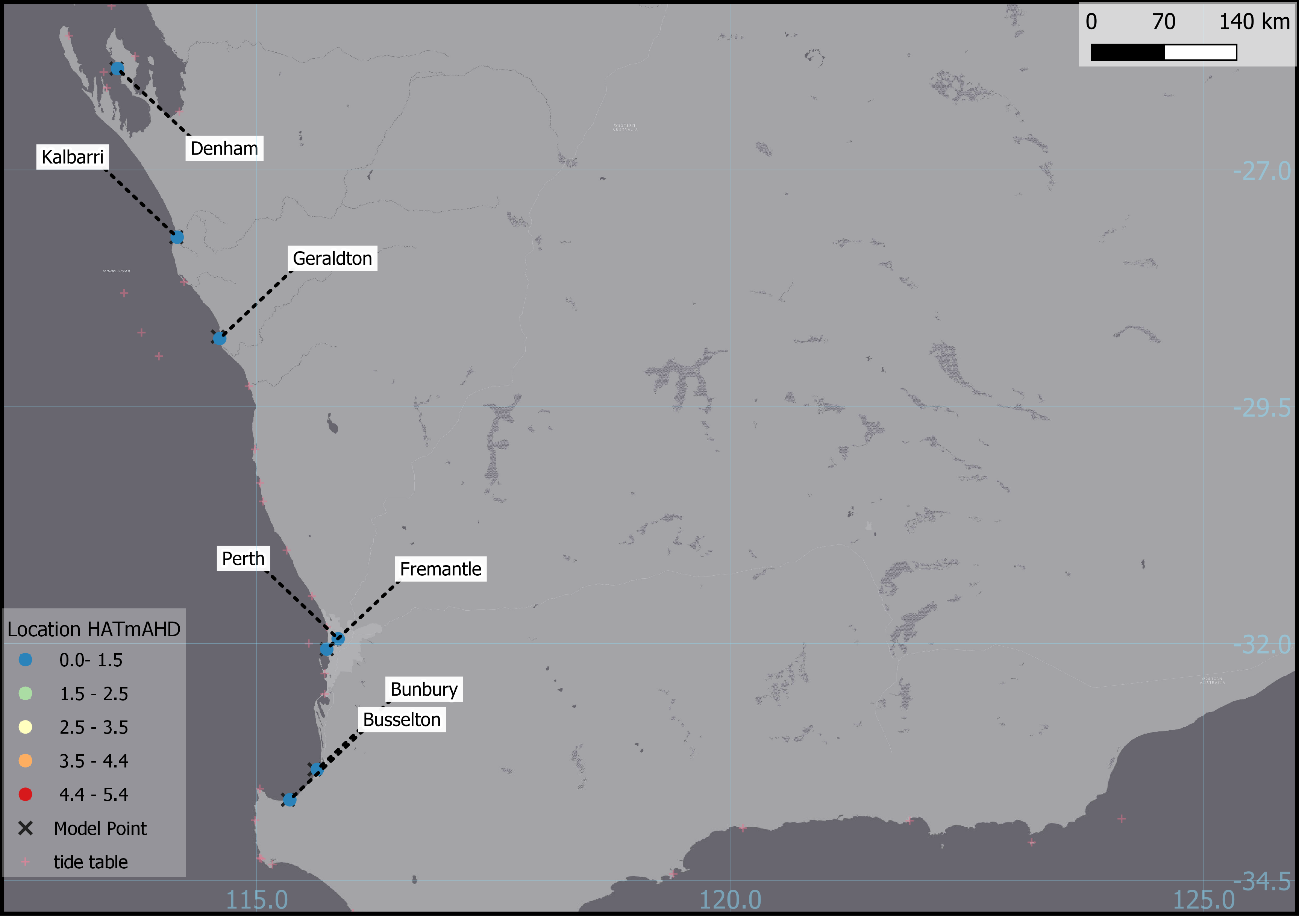 0 70 140 km
Denham
Kalbarri
-27.0
Geraldton
-29.5
Perth
Fremantle
-32.0
Location HATmAHD
0.0- 1.5
1.5 - 2.5
2.5 - 3.5
3.5 - 4.4
4.4 - 5.4
Model Point
tide table
Bunbury
Busselton
-34.5
115.0
120.0
125.0